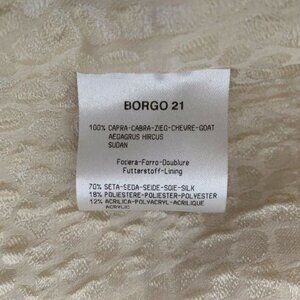 BORGO 21
100% CAPRA-CABRA-ZIEG-CHEVRE-GOAT
AEGAGRUS HIRCUS
SUDAN
Fodera-Forro-Doublure
Futterstoff-Lining
70% SETA-SEDA-SEIDE-SOIE-SILK
18% POLIESTERE-POLIESTER-POLYESTER
12% ACRILICA-POLYACRYL-ACRILIQUE
ACRYLIC